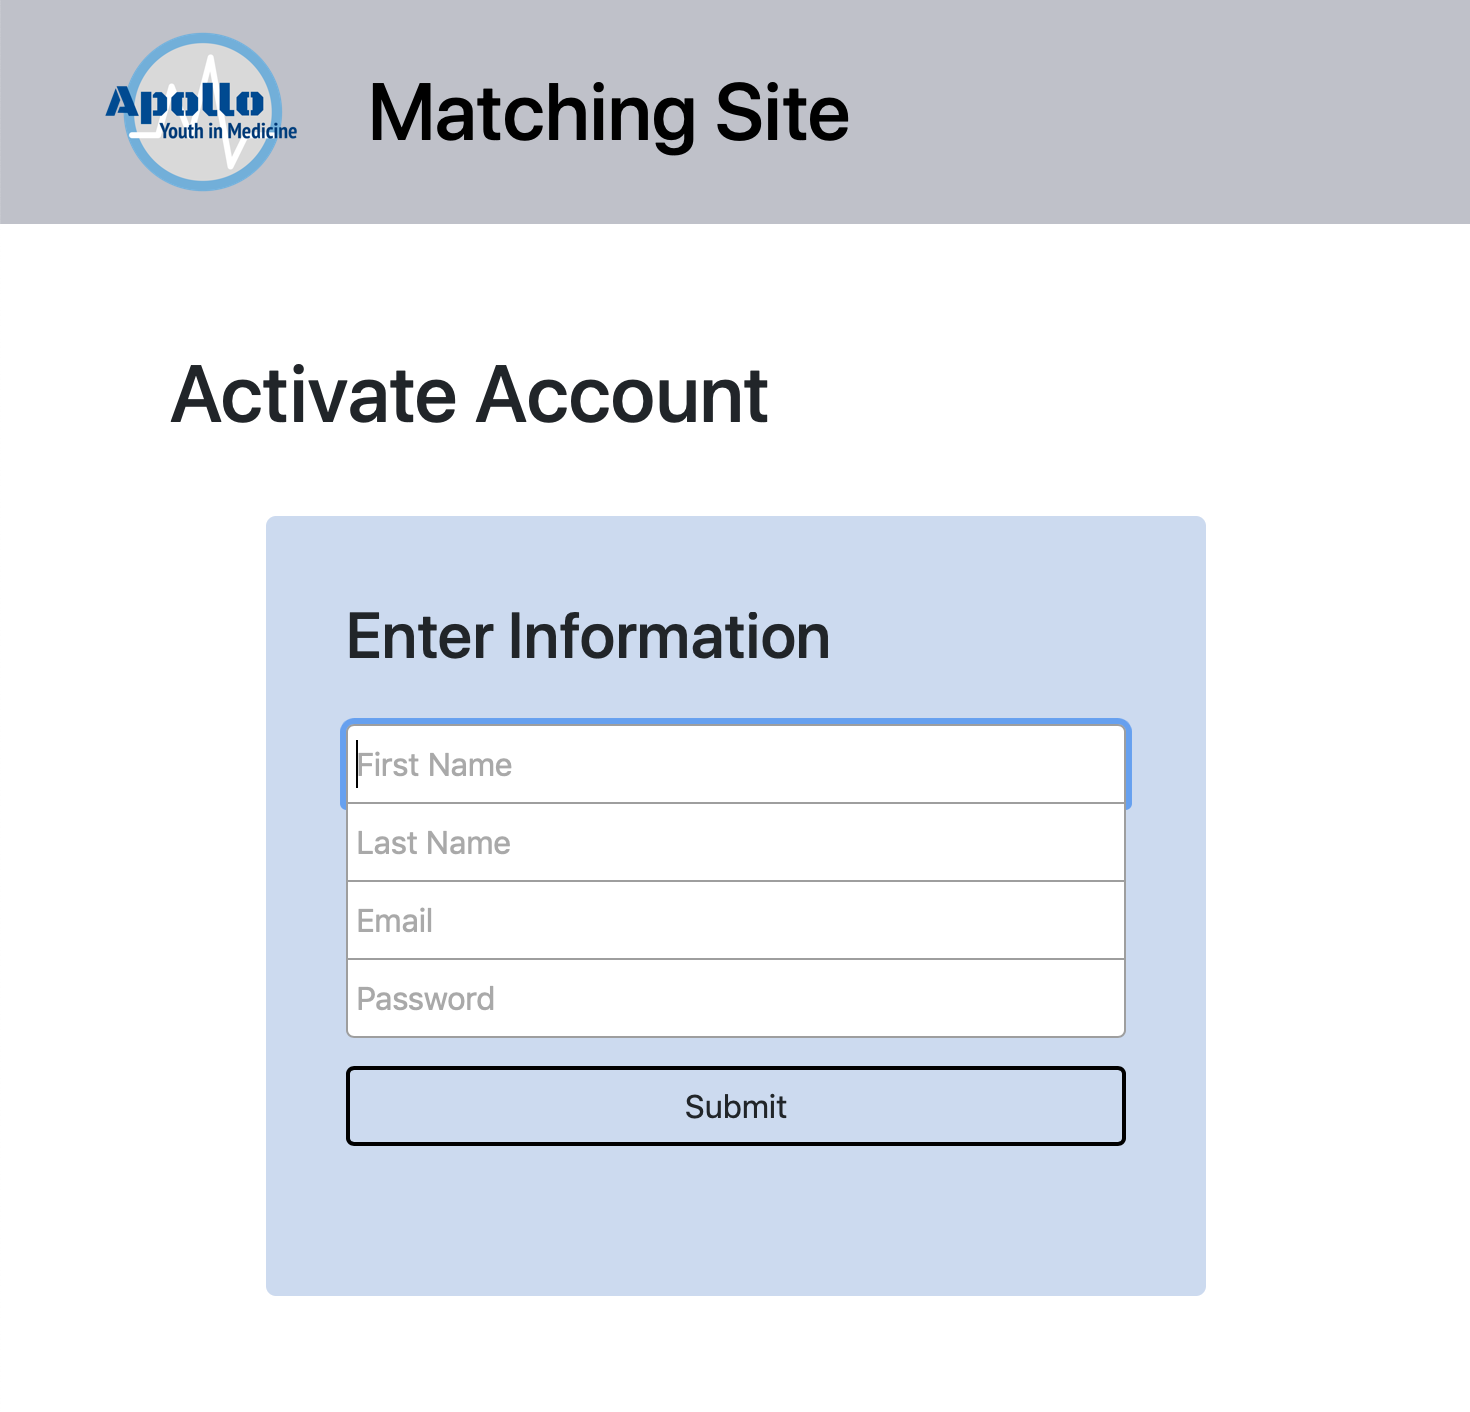 Apollo
Youth in Medicine
Matching Site
Activate Account
Enter Information
First Name
Last Name
Email
Password
Submit